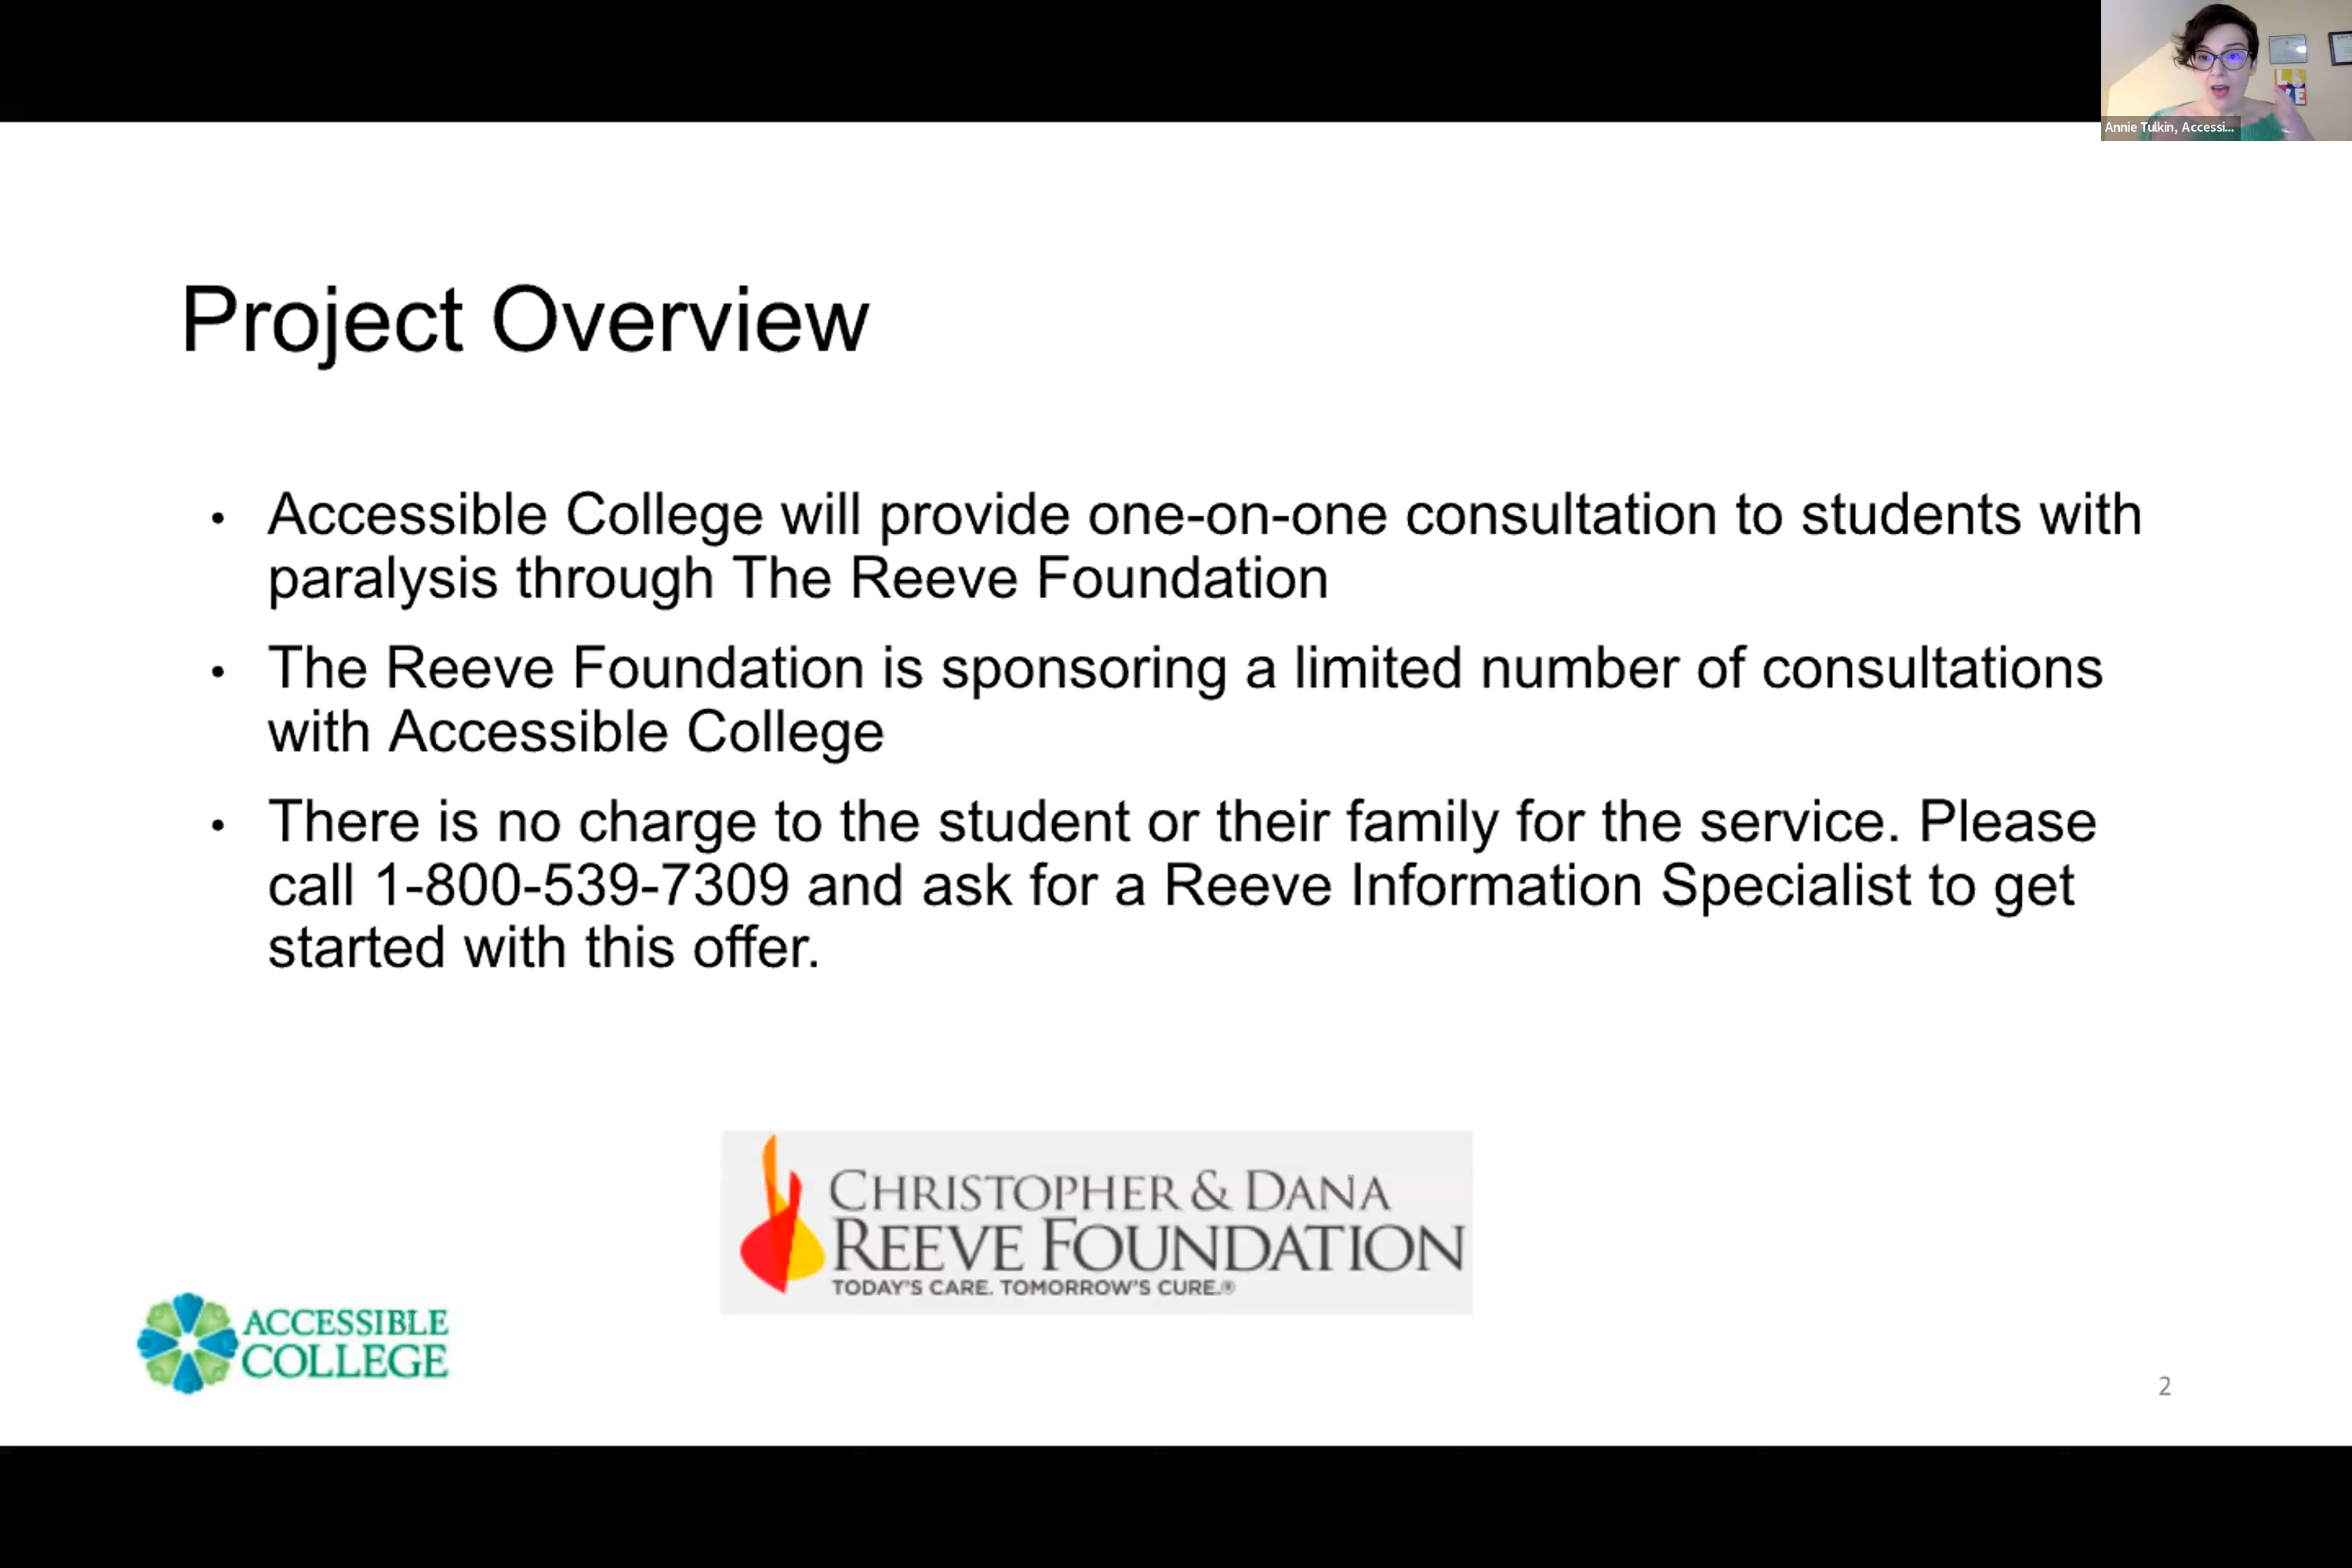 Annie Tulkin, Accessi...
Project Overview
• Accessible College will provide one-on-one consultation to students with
paralysis through The Reeve Foundation
• The Reeve Foundation is sponsoring a limited number of consultations
with Accessible College
• There is no charge to the student or their family for the service. Please
call 1-800-539-7309 and ask for a Reeve Information Specialist to get
started with this offer.
CHRISTOPHER & DANA
REEVE FOUNDATION
TODAY'S CARE. TOMORROW'S CURE.®
ACCESSIBLE
COLLEGE
2